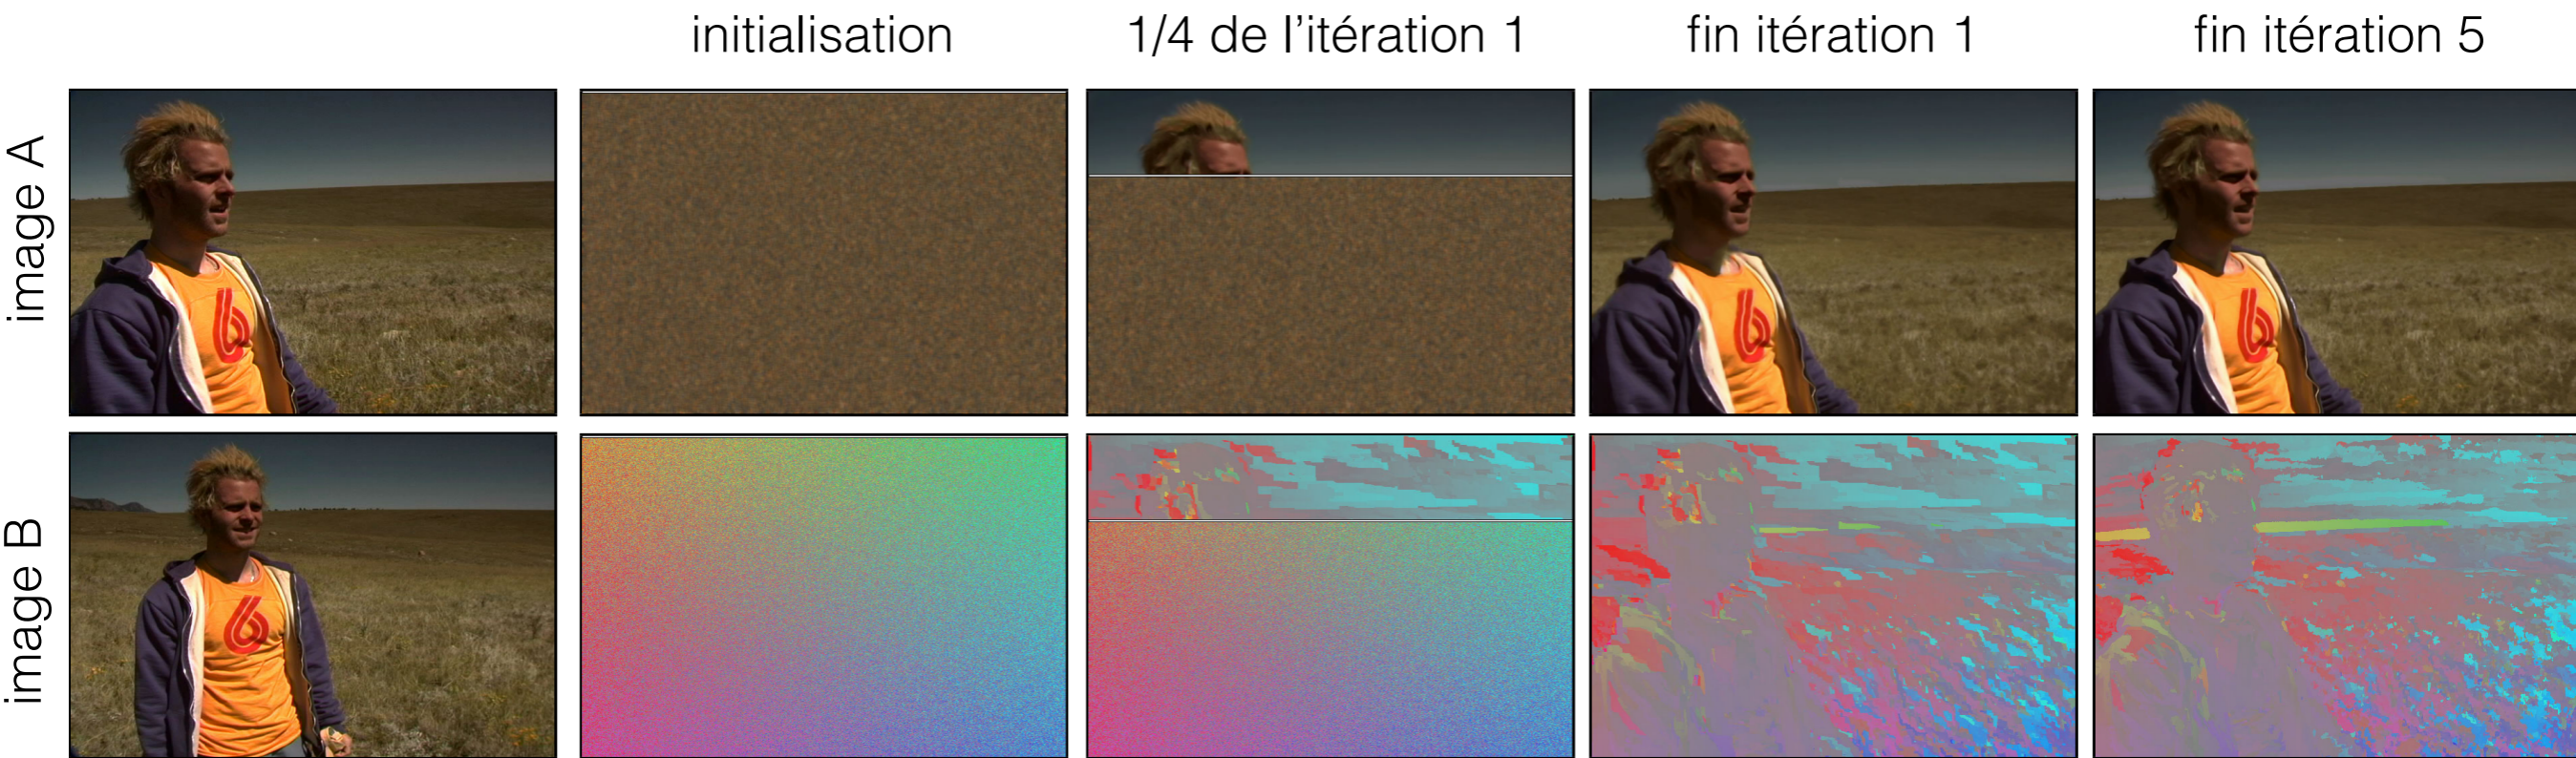 initialisation
1/4 de l’itération 1
fin itération 1
fin itération 5
image A
image B